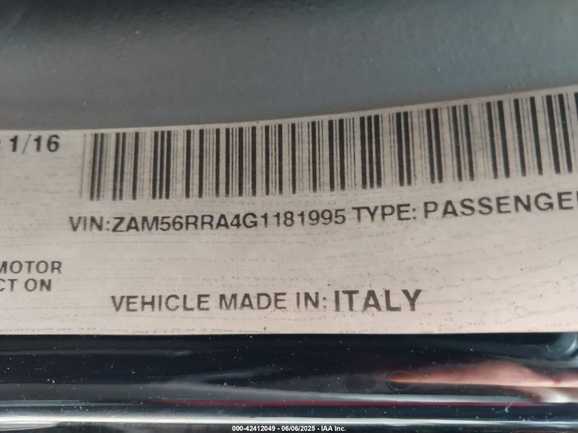 1/16
VIN:ZAM56RRA4G1181995 TYPE: PASSENGE
MOTOR
CT ON
VEHICLE MADE IN: ITALY
000-42412049 - 06/06/2025 - IAA Inc.